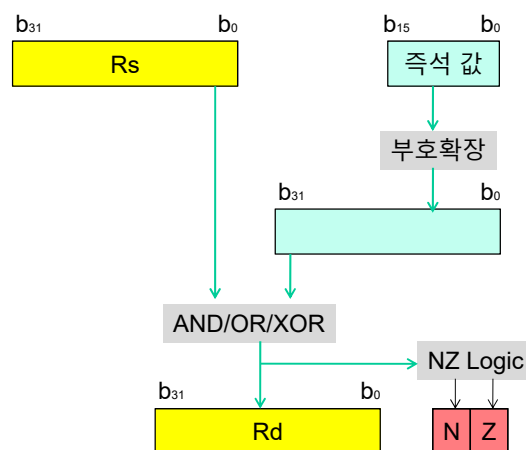 b31 b0 b15 b0
Rs 즉석 값
부호확장
b31 b0
AND/OR/XOR
NZ Logic
b31 b0
Rd N Z